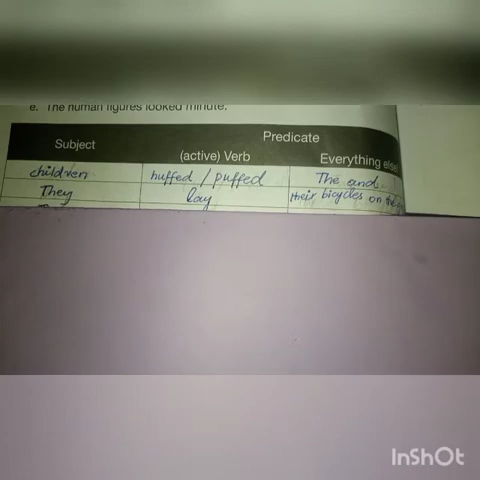 e. The human figures looked minute.
Subject
Predicate
(active) Verb
Everything else
children
huffed / puffed
The and
They
lay
their bicycles on the
InShOt